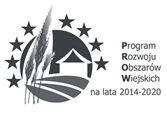 Program
Rozwoju
Obszarów
Wiejskich
na lata 2014-2020